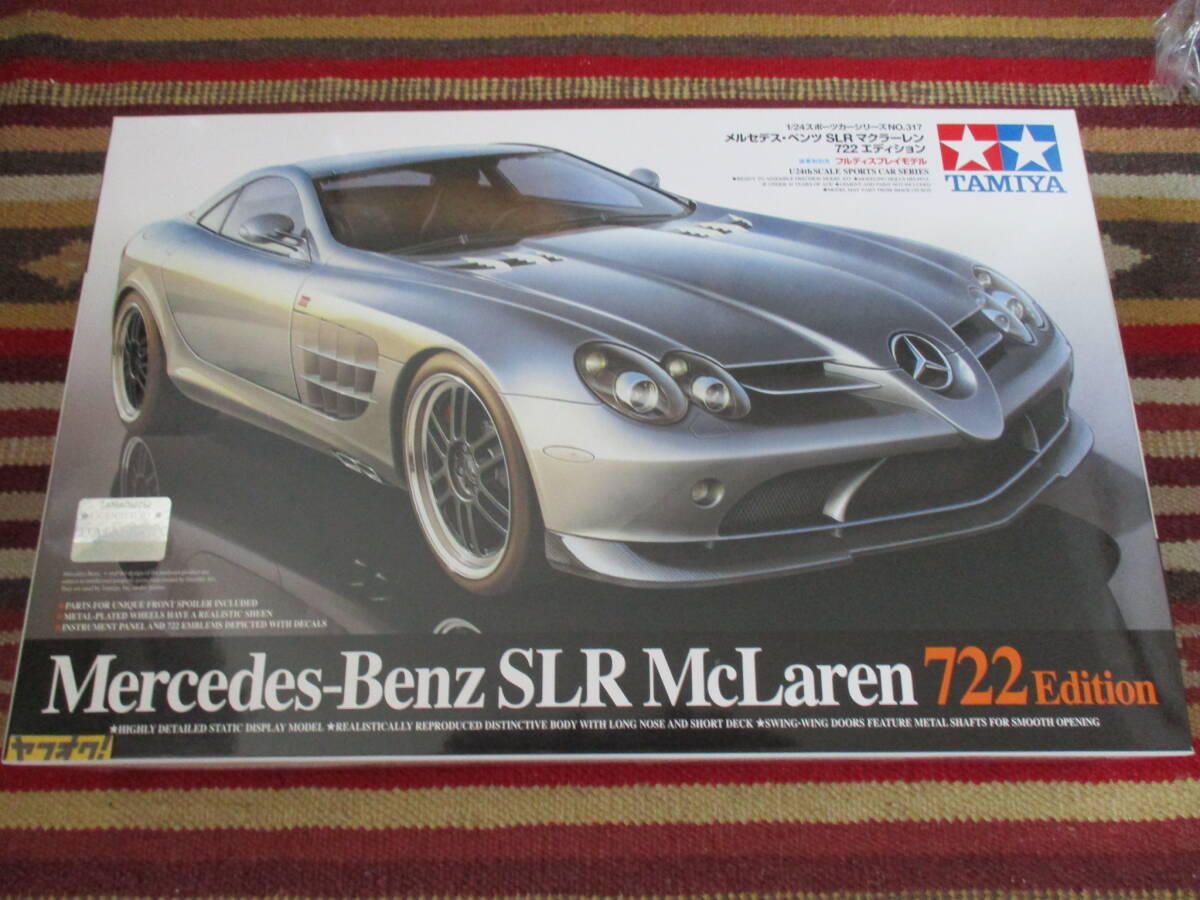 1/24スポーツカーシリーズNO.317
メルセデス・ベンツ SLR マクラーレン
722 エディション
フルディスプレイモデル
1/24th SCALE SPORTS CAR SERIES
TAMIYA
★PARTS FOR UNIQUE FRONT SPOILER INCLUDED
★METAL-PLATED WHEELS HAVE A REALISTIC SHEEN
★INSTRUMENT PANEL AND 722 EMBLEMS DEPICTED WITH DECALS
Mercedes-Benz SLR McLaren 722 Edition
★HIGHLY DETAILED STATIC DISPLAY MODEL ★REALISTICALLY REPRODUCED DISTINCTIVE BODY WITH LONG NOSE AND SHORT DECK ★SWING-WING DOORS FEATURE METAL SHAFTS FOR SMOOTH OPENING
ヤフオク!